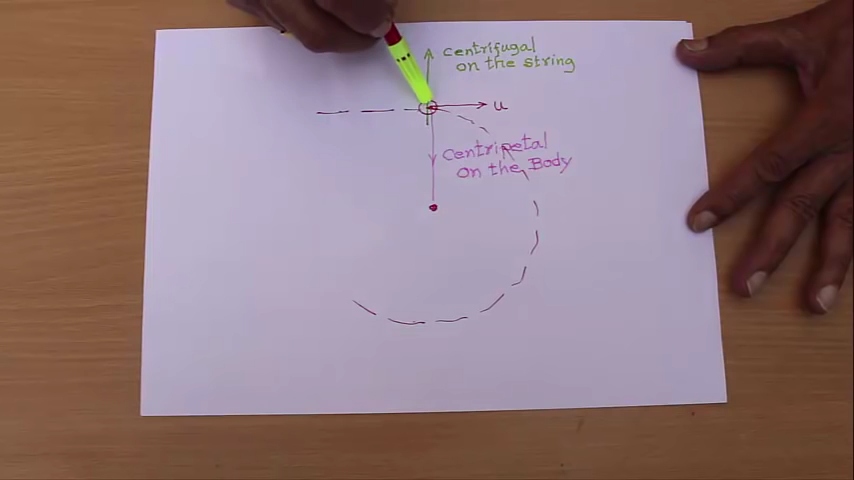 centrifugal
on the string
u
Centripetal
on the Body